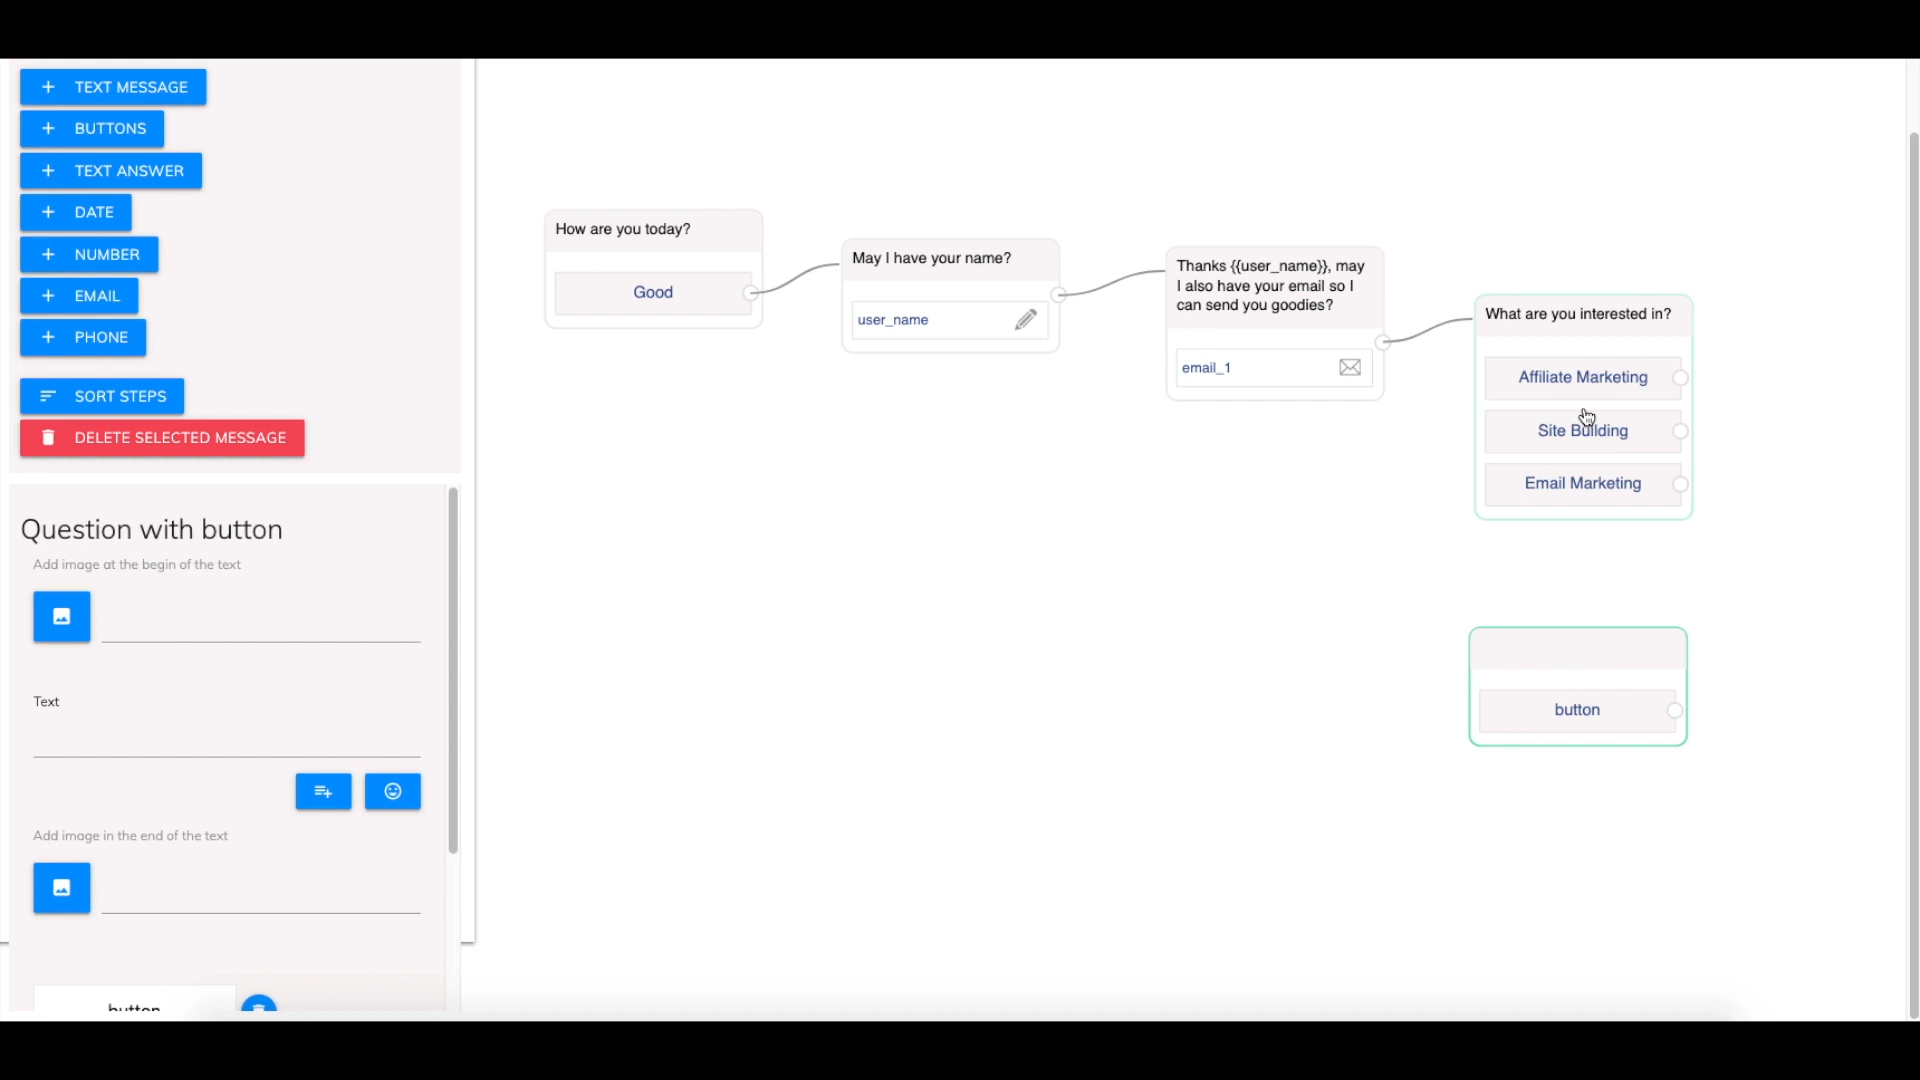 TEXT MESSAGE
BUTTONS
TEXT ANSWER
DATE
NUMBER
EMAIL
PHONE
SORT STEPS
DELETE SELECTED MESSAGE
Question with button
Add image at the begin of the text
Text
Add image in the end of the text
button
How are you today?
Good
May I have your name?
user_name
Thanks {{user_name}}, may
I also have your email so I
can send you goodies?
email_1
What are you interested in?
Affiliate Marketing
Site Building
Email Marketing
button